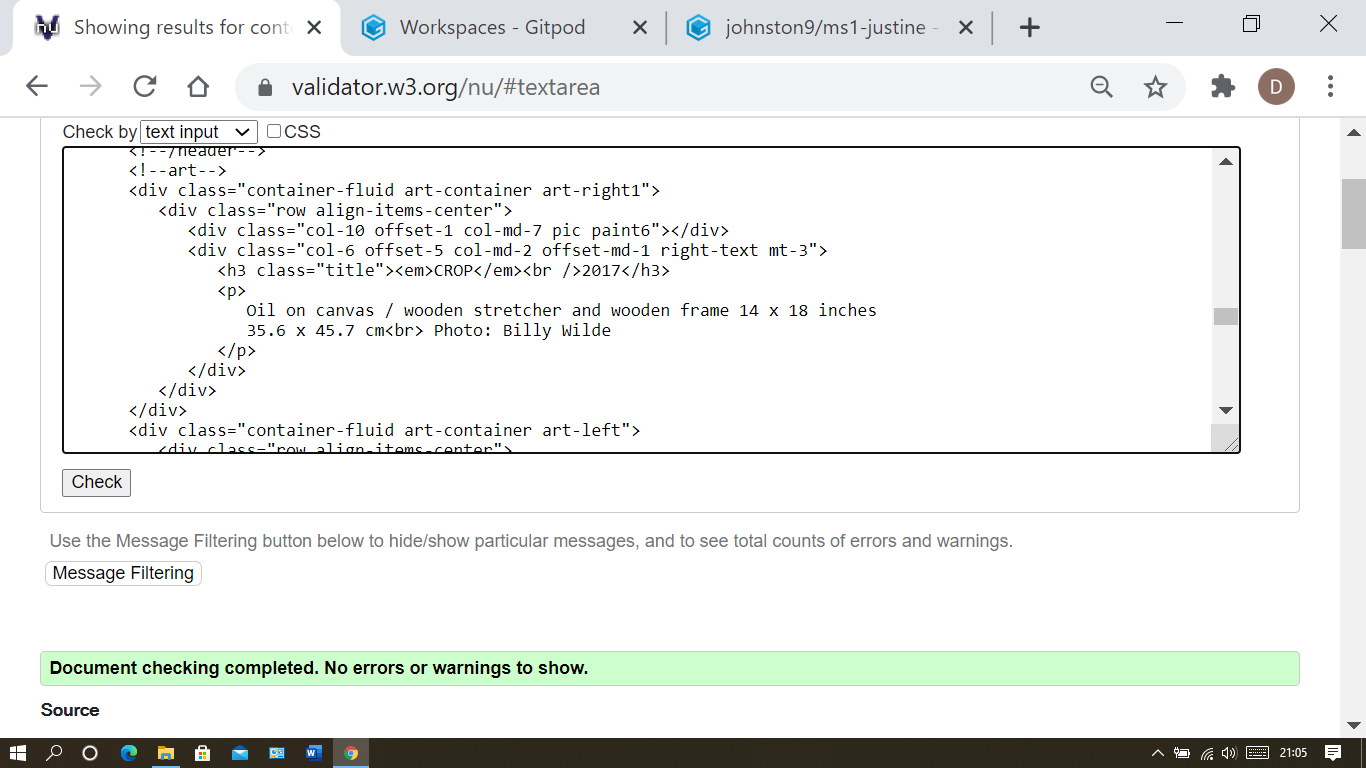 Showing results for cont
Workspaces - Gitpod
johnston9/ms1-justine -
validator.w3.org/nu/#textarea
D
Check by text input CSS
<!--/header-->
<!--art-->
<div class="container-fluid art-container art-right1">
<div class="row align-items-center">
<div class="col-10 offset-1 col-md-7 pic paint6"></div>
<div class="col-6 offset-5 col-md-2 offset-md-1 right-text mt-3">
<h3 class="title"><em>CROP</em><br />2017</h3>
<p>
Oil on canvas / wooden stretcher and wooden frame 14 x 18 inches
35.6 x 45.7 cm<br> Photo: Billy Wilde
</p>
</div>
</div>
</div>
<div class="container-fluid art-container art-left">
<div class="row align-items-center">
Check
Use the Message Filtering button below to hide/show particular messages, and to see total counts of errors and warnings.
Message Filtering
Document checking completed. No errors or warnings to show.
Source
21:05